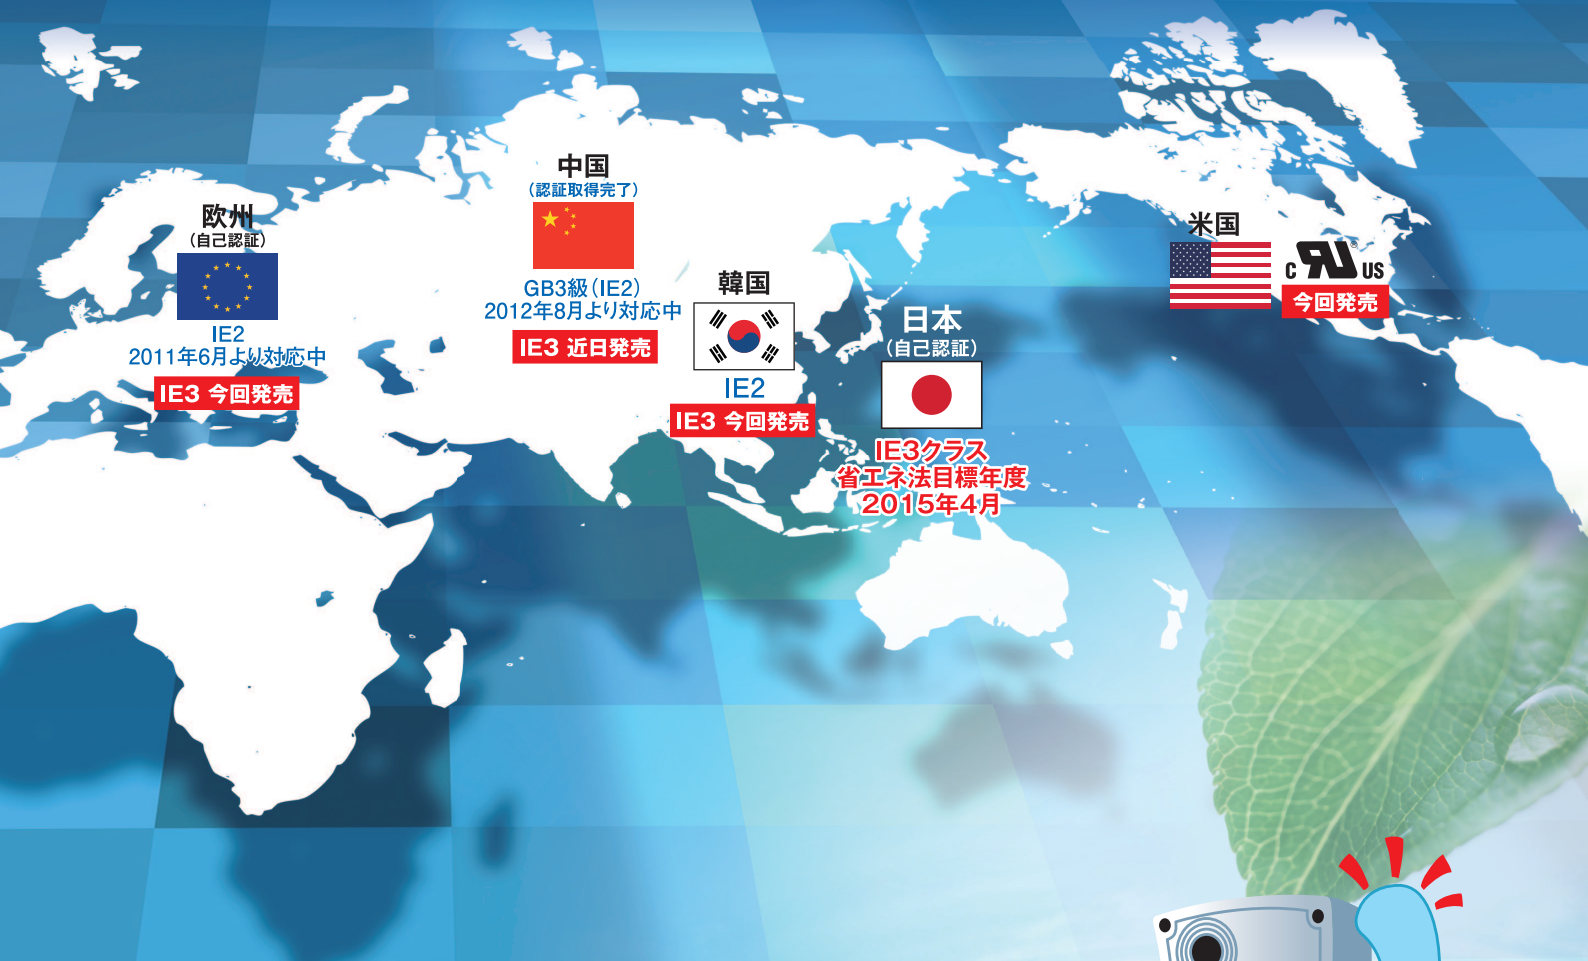 欧州
（自己認証）
IE2
2011年6月より対応中
IE3 今回発売
中国
（認証取得完了）
GB3級（IE2）
2012年8月より対応中
IE3 近日発売
韓国
IE2
IE3 今回発売
日本
（自己認証）
IE3クラス
省エネ法目標年度
2015年4月
米国
C RU US ®
今回発売